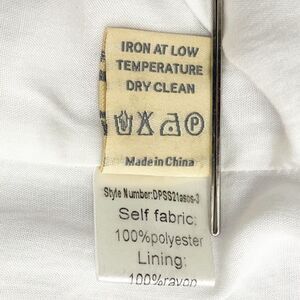 IRON AT LOW
TEMPERATURE
DRY CLEAN
P
Made in China
Style Number:DPSS21asos-3
Self fabric:
100%polyester
Lining:
100%rayon